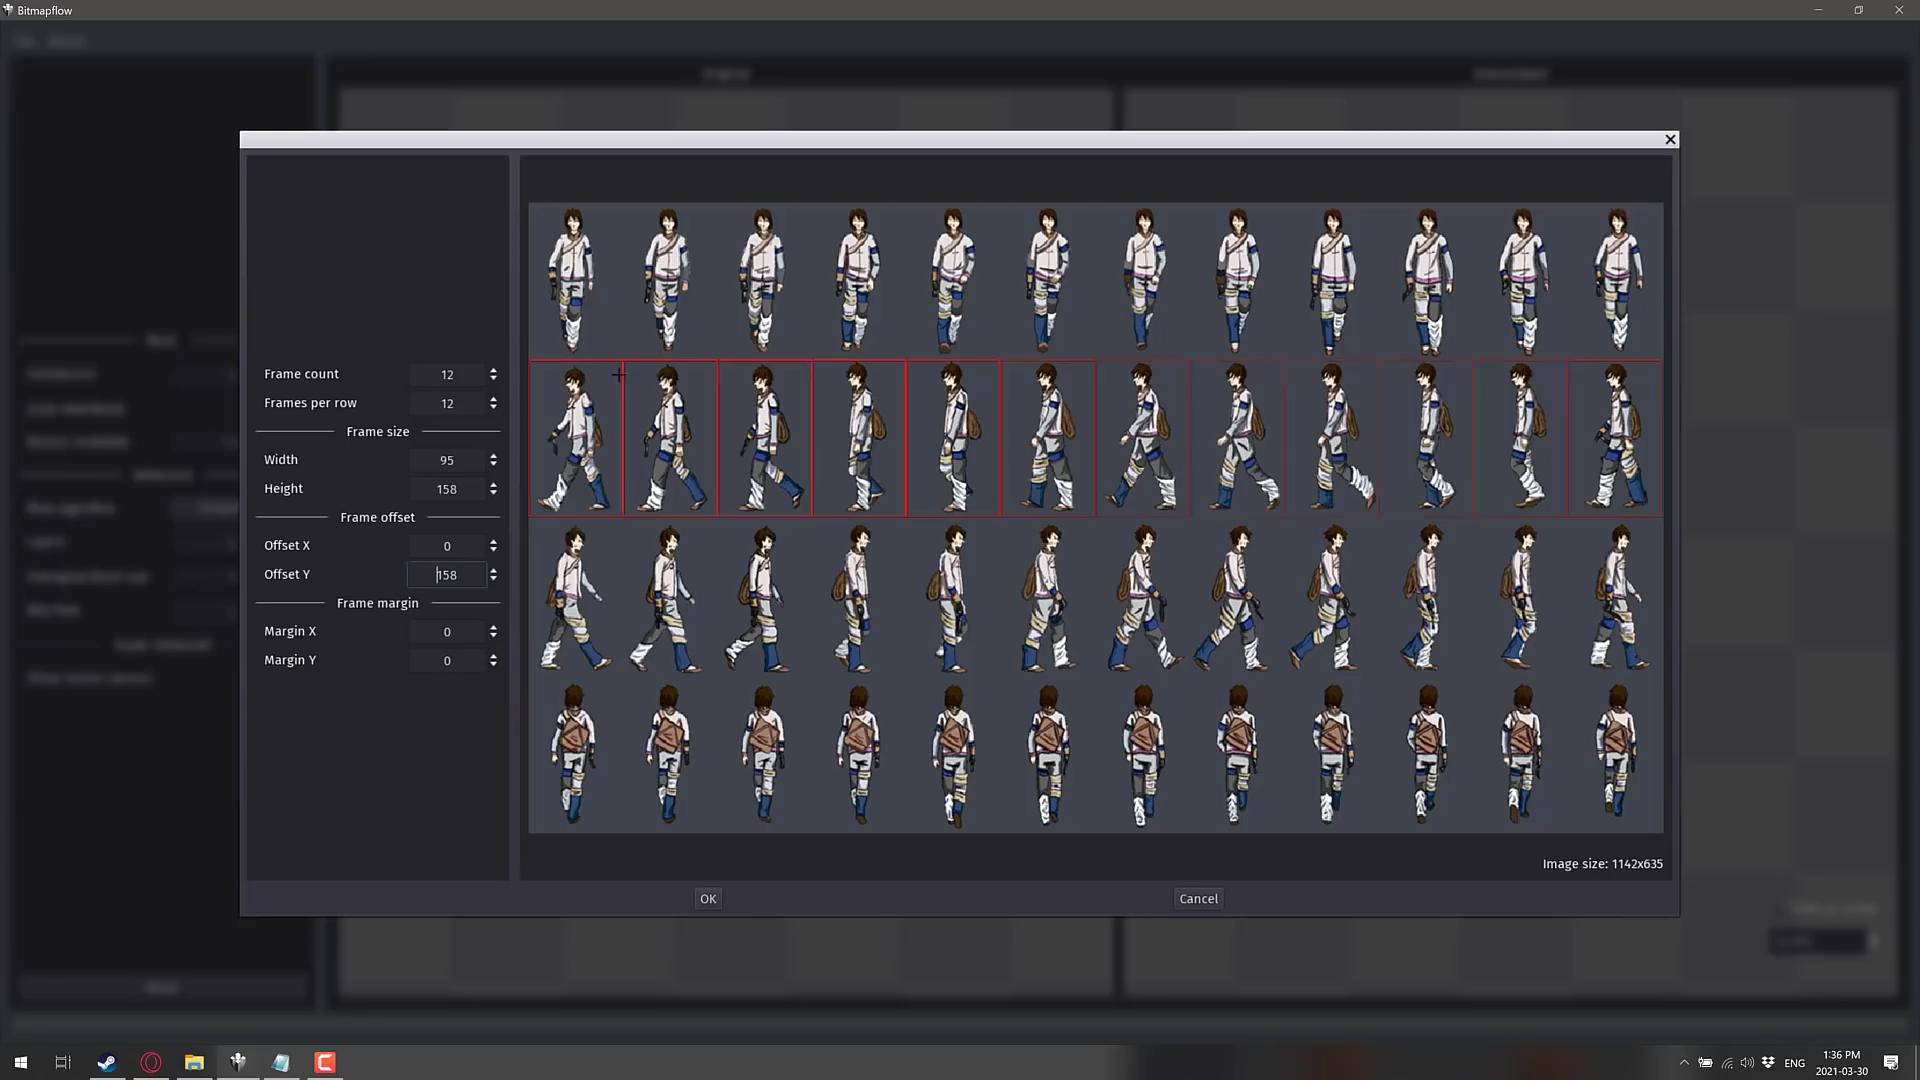 Bitmapflow
Frame count 12
Frames per row 12
Frame size
Width 95
Height 158
Frame offset
Offset X 0
Offset Y 158
Frame margin
Margin X 0
Margin Y 0
Image size: 1142x635
OK Cancel
ENG
1:36 PM
2021-03-30